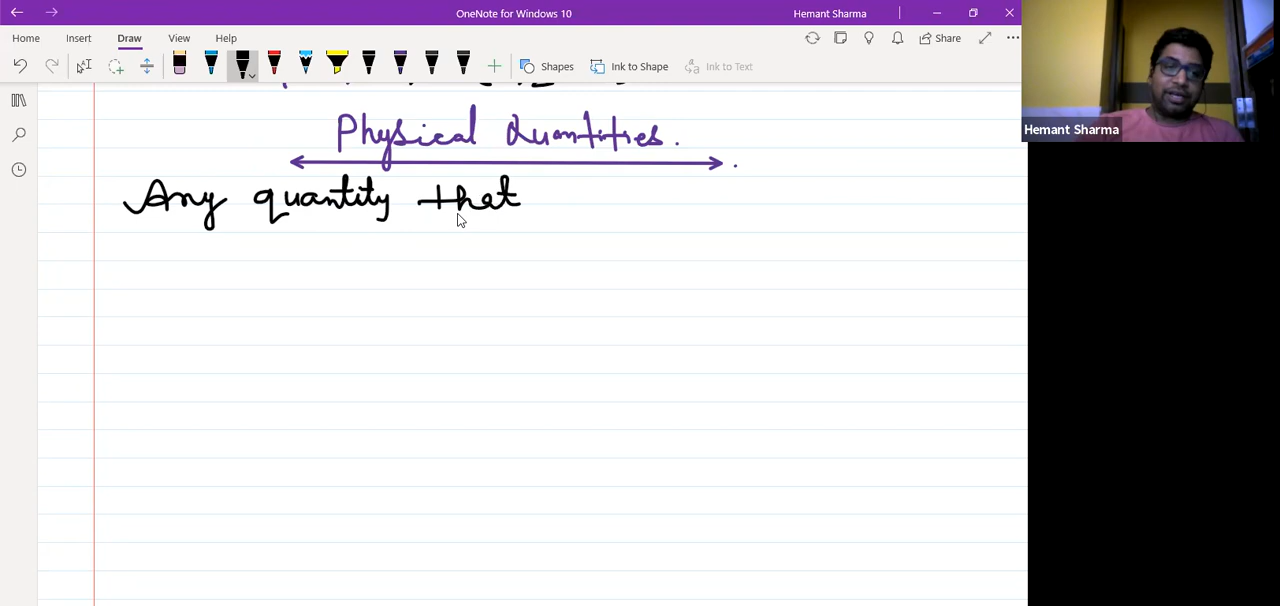 OneNote for Windows 10
Hemant Sharma
Home Insert Draw View Help
Share
Shapes
Ink to Shape
Ink to Text
Physical Quantities.
Any quantity that
Hemant Sharma